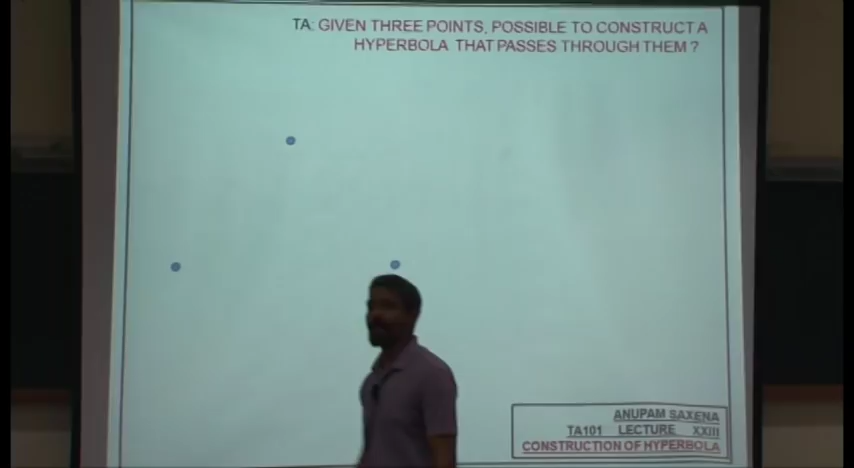 TA: GIVEN THREE POINTS, POSSIBLE TO CONSTRUCT A
HYPERBOLA THAT PASSES THROUGH THEM ?
ANUPAM SAXENA
TA101 LECTURE XXIII
CONSTRUCTION OF HYPERBOLA